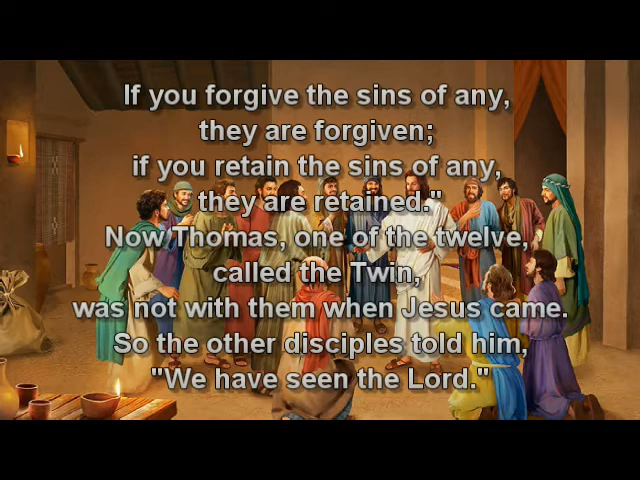 If you forgive the sins of any,
they are forgiven;
if you retain the sins of any,
they are retained."
Now Thomas, one of the twelve,
called the Twin,
was not with them when Jesus came.
So the other disciples told him,
"We have seen the Lord."